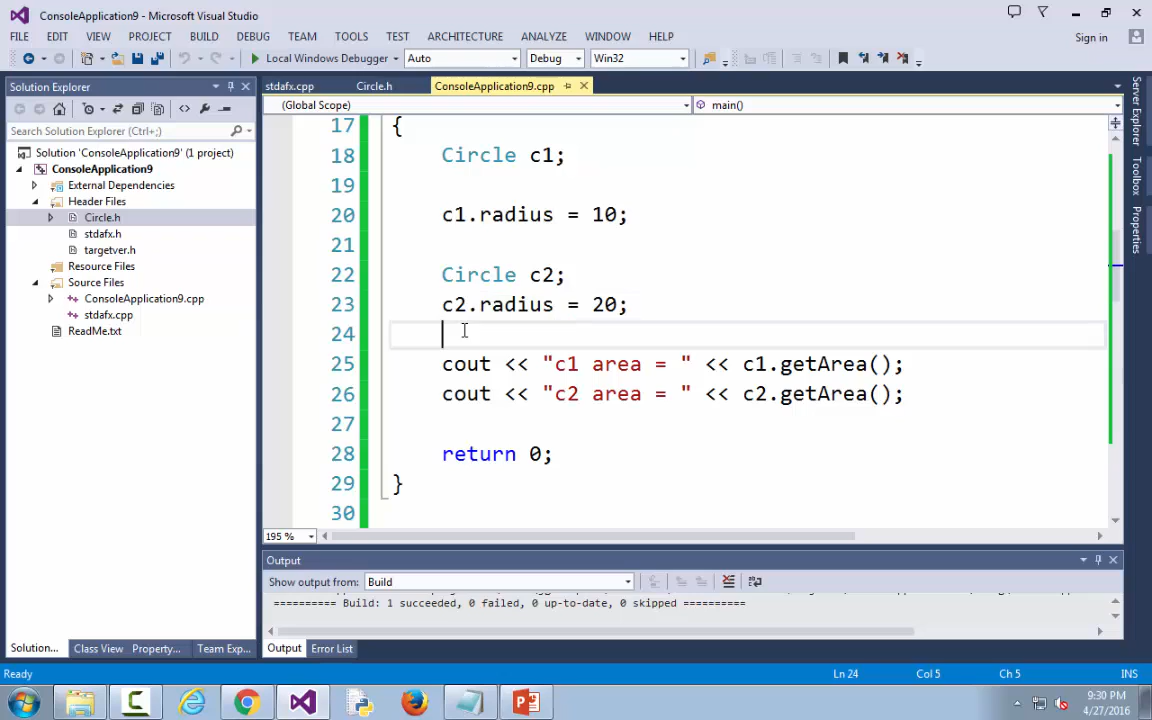 ConsoleApplication9 - Microsoft Visual Studio
FILE EDIT VIEW PROJECT BUILD DEBUG TEAM TOOLS TEST ARCHITECTURE ANALYZE WINDOW HELP
Sign in
Local Windows Debugger Auto Debug Win32
Solution Explorer
Search Solution Explorer (Ctrl+;)
Solution 'ConsoleApplication9' (1 project)
ConsoleApplication9
External Dependencies
Header Files
Circle.h
stdafx.h
targetver.h
Resource Files
Source Files
ConsoleApplication9.cpp
stdafx.cpp
ReadMe.txt
Solution... Class View Property... Team Exp...
stdafx.cpp Circle.h ConsoleApplication9.cpp
(Global Scope) main()
17 {
18 Circle c1;
19
20 c1.radius = 10;
21
22 Circle c2;
23 c2.radius = 20;
24
25 cout << "c1 area = " << c1.getArea();
26 cout << "c2 area = " << c2.getArea();
27
28 return 0;
29 }
30
195 %
Output
Show output from: Build
========== Build: 1 succeeded, 0 failed, 0 up-to-date, 0 skipped ==========
Output Error List
Server Explorer
Toolbox
Properties
Ready Ln 24 Col 5 Ch 5 INS
9:30 PM
4/27/2016